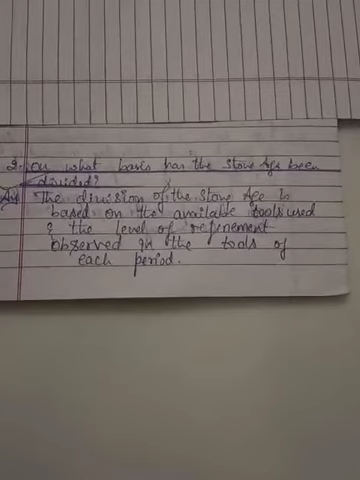 2. On what basis has the Stone Age been
divided?
Ans The division of the Stone Age is
based on the available tools used
& the level of refinement
observed in the tools of
each period.